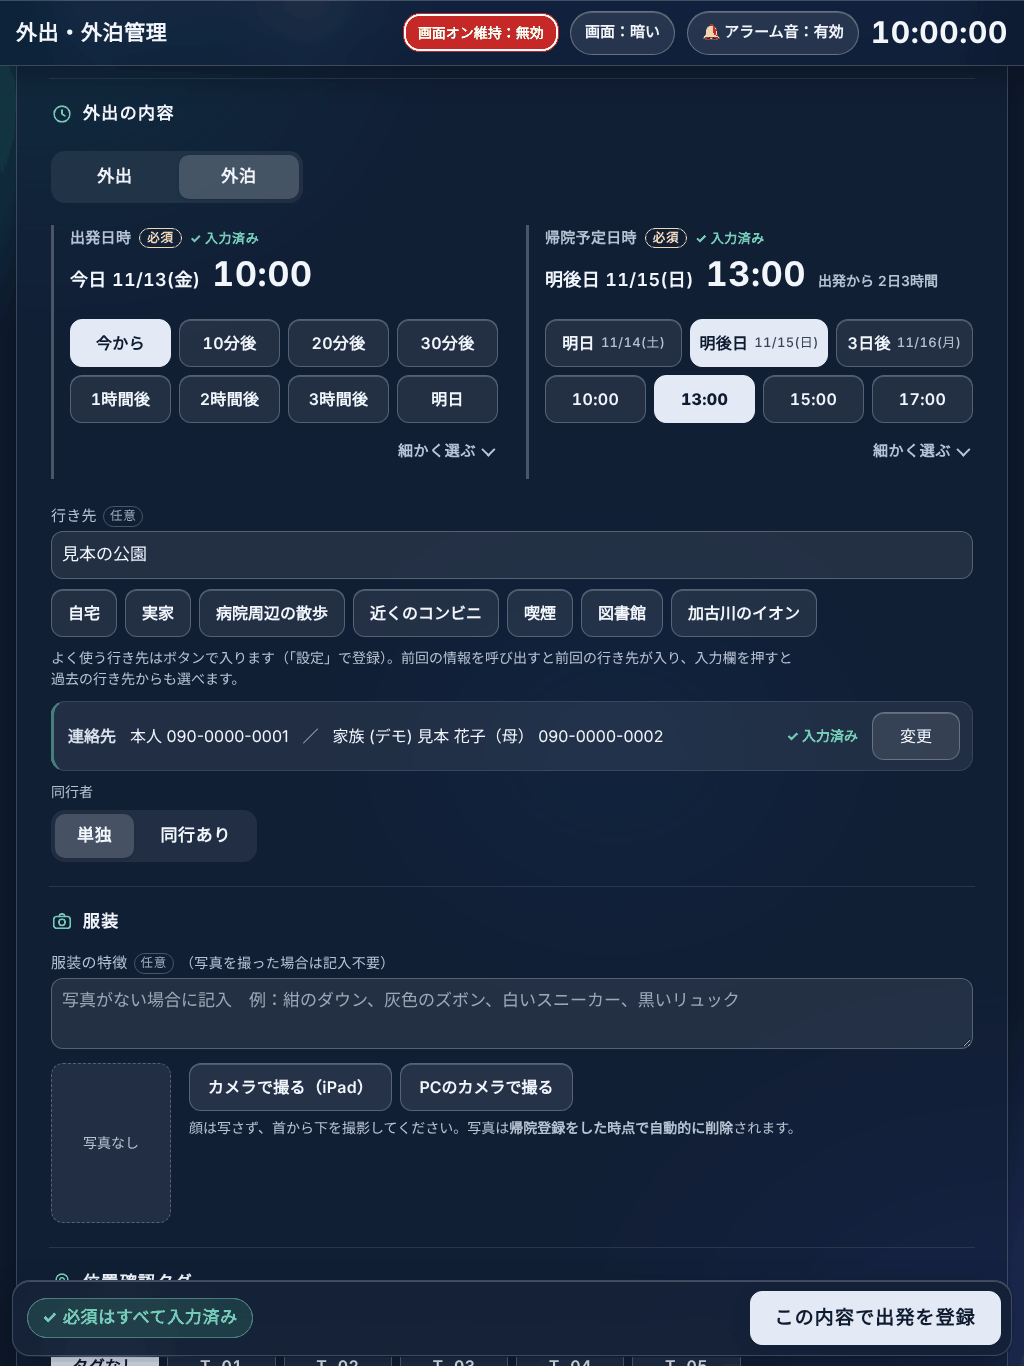 外出・外泊管理
画面オン維持：無効
画面：暗い
アラーム音：有効
10:00:00
外出の内容
外出 外泊
出発日時 必須 ✓ 入力済み
今日 11/13(金) 10:00
今から 10分後 20分後 30分後
1時間後 2時間後 3時間後 明日
細かく選ぶ
帰院予定日時 必須 ✓ 入力済み
明後日 11/15(日) 13:00 出発から 2日3時間
明日 11/14(土) 明後日 11/15(日) 3日後 11/16(月)
10:00 13:00 15:00 17:00
細かく選ぶ
行き先 任意
見本の公園
自宅 実家 病院周辺の散歩 近くのコンビニ 喫煙 図書館 加古川のイオン
よく使う行き先はボタンで入ります（「設定」で登録）。前回の情報を呼び出すと前回の行き先が入り、入力欄を押すと
過去の行き先からも選べます。
連絡先 本人 090-0000-0001 ／ 家族 (デモ) 見本 花子（母） 090-0000-0002 ✓ 入力済み 変更
同行者
単独 同行あり
服装
服装の特徴 任意 （写真を撮った場合は記入不要）
写真がない場合に記入 例：紺のダウン、灰色のズボン、白いスニーカー、黒いリュック
写真なし
カメラで撮る（iPad） PCのカメラで撮る
顔は写さず、首から下を撮影してください。写真は帰院登録をした時点で自動的に削除されます。
位置確認タグ
✓ 必須はすべて入力済み
この内容で出発を登録
タグなし T-01 T-02 T-03 T-04 T-05